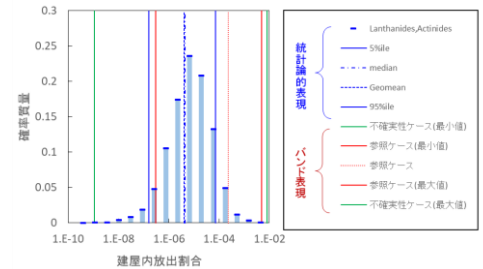 0.3
0.25
0.2
0.15
0.1
0.05
0
1.E-10
1.E-08
1.E-06
1.E-04
1.E-02
確率質量
建屋内放出割合
統計論的表現
Lanthanides,Actinides
5%ile
median
Geomean
95%ile
バンド表現
不確実性ケース(最小値)
参照ケース(最小値)
参照ケース
参照ケース(最大値)
不確実性ケース(最大値)